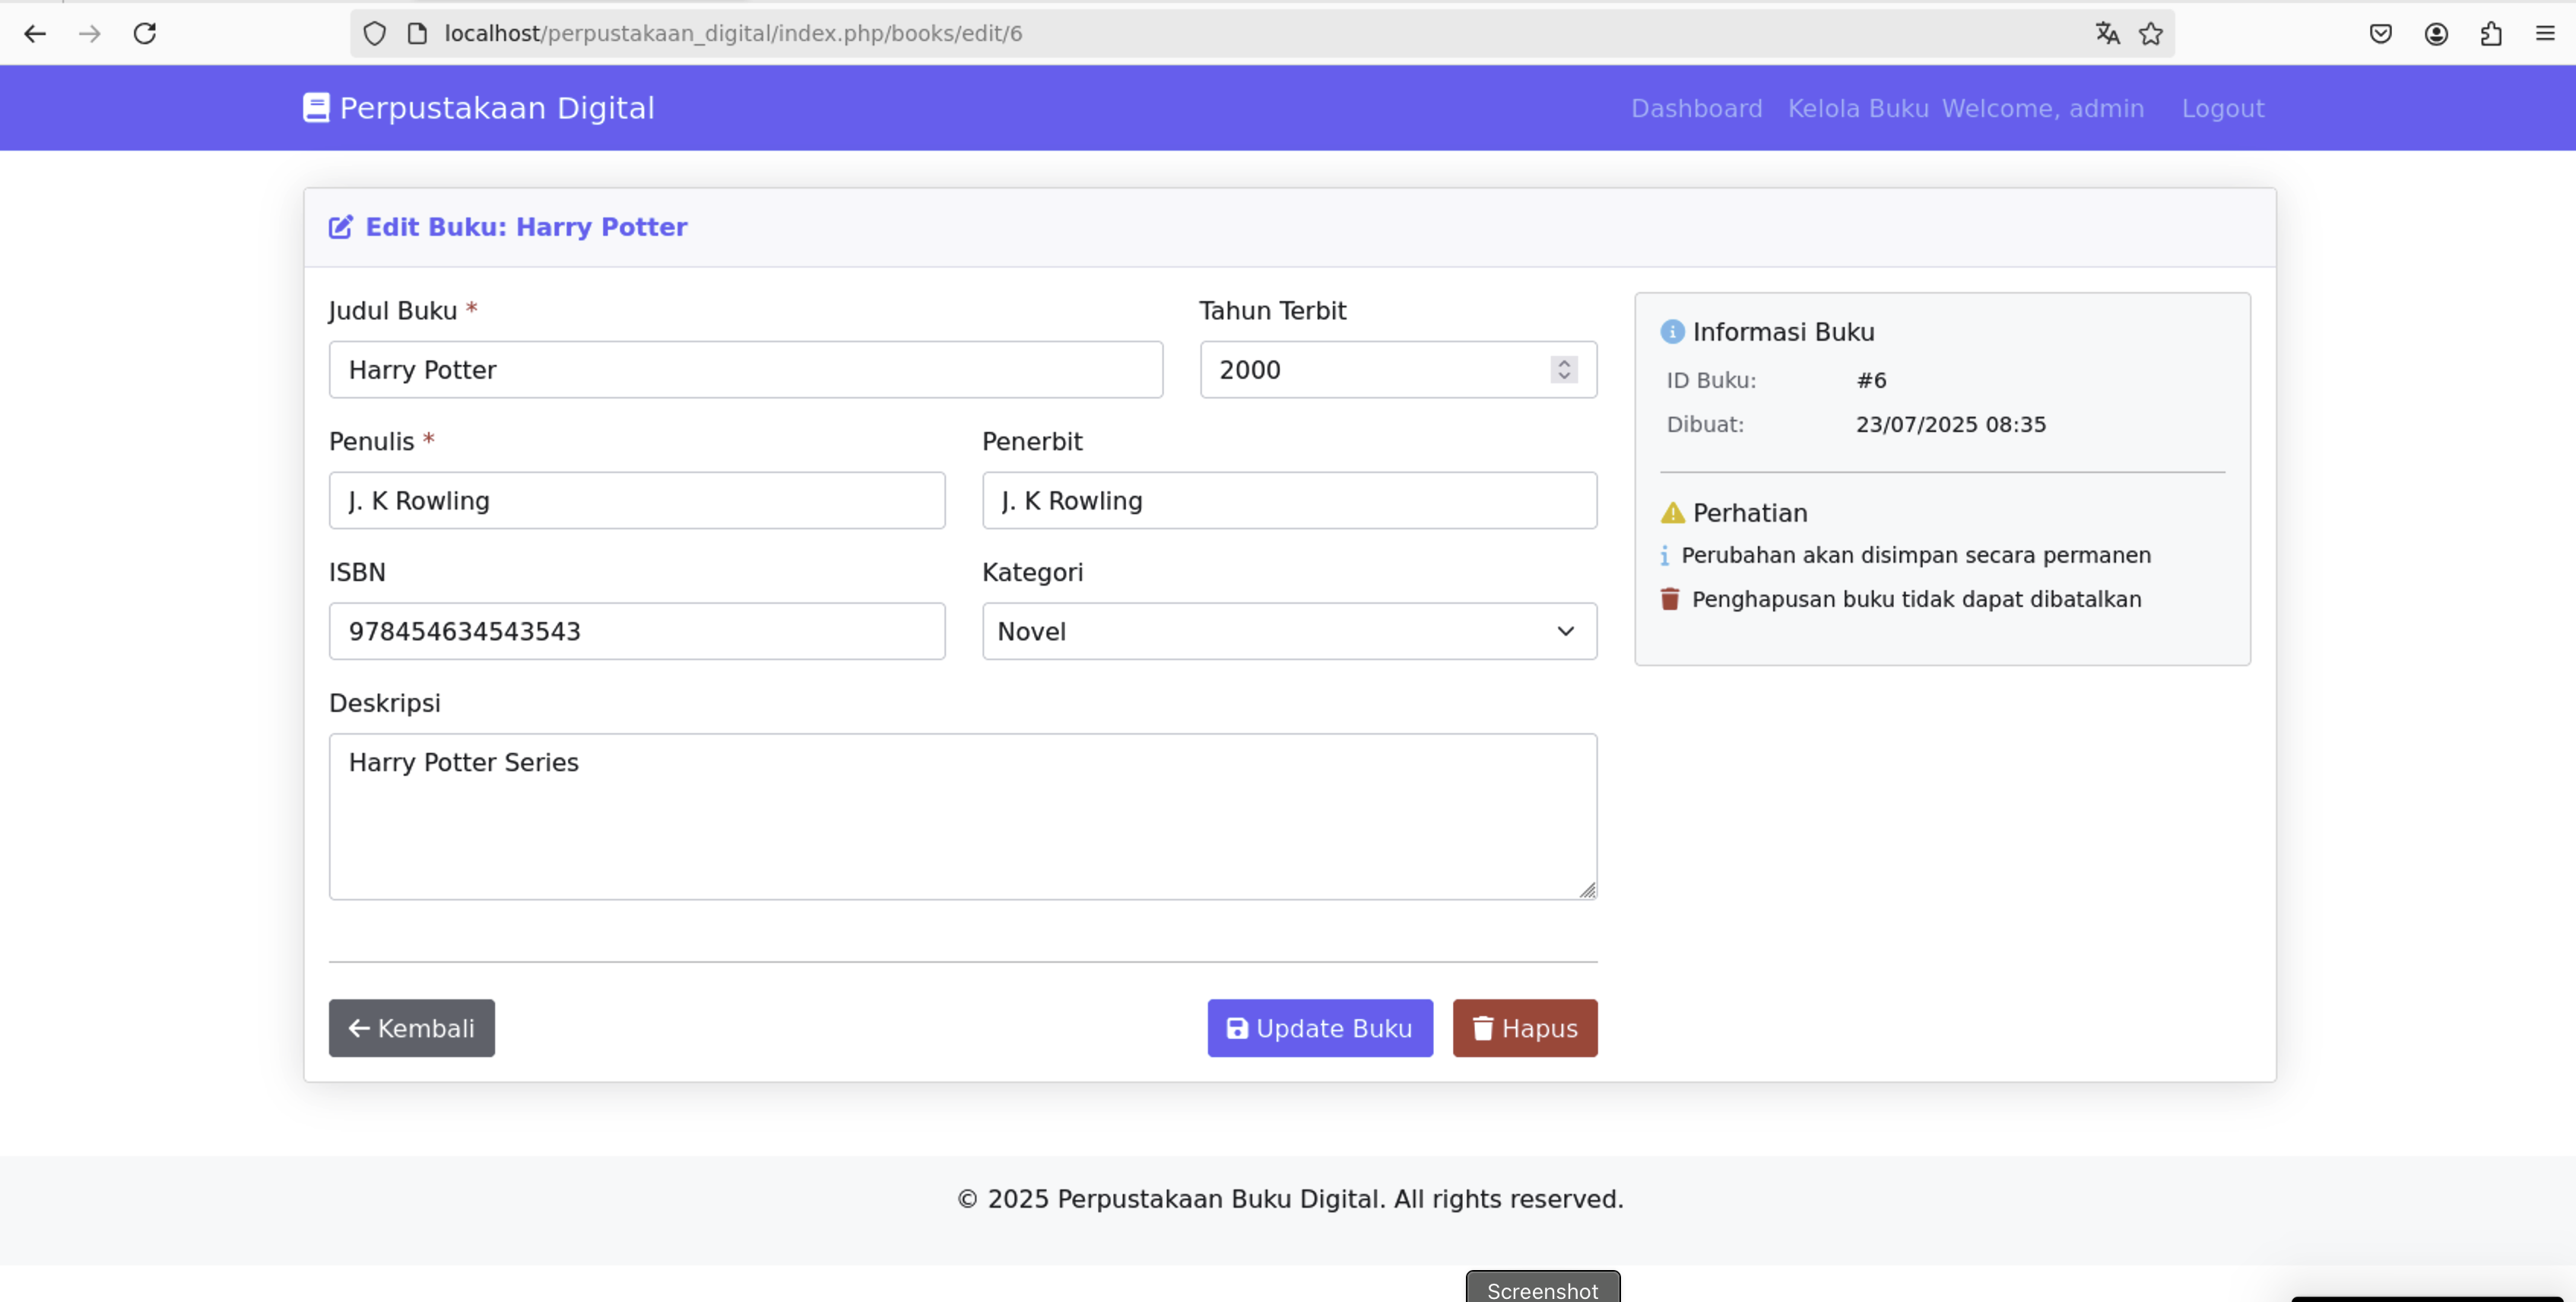 localhost/perpustakaan_digital/index.php/books/edit/6
Perpustakaan Digital
Dashboard Kelola Buku Welcome, admin Logout
Edit Buku: Harry Potter
Judul Buku *
Harry Potter
Tahun Terbit
2000
Penulis *
J. K Rowling
Penerbit
J. K Rowling
ISBN
978454634543543
Kategori
Novel
Deskripsi
Harry Potter Series
Kembali
Update Buku
Hapus
Informasi Buku
ID Buku: #6
Dibuat: 23/07/2025 08:35
Perhatian
Perubahan akan disimpan secara permanen
Penghapusan buku tidak dapat dibatalkan
© 2025 Perpustakaan Buku Digital. All rights reserved.
Screenshot